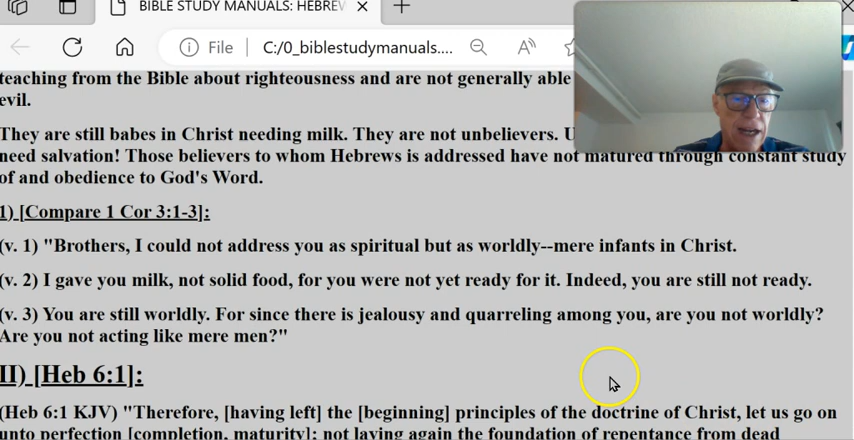 BIBLE STUDY MANUALS: HEBREW
File C:/0_biblestudymanuals....
teaching from the Bible about righteousness and are not generally able
evil.
They are still babes in Christ needing milk. They are not unbelievers. U
need salvation! Those believers to whom Hebrews is addressed have not matured through constant study
of and obedience to God's Word.
1) [Compare 1 Cor 3:1-3]:
(v. 1) "Brothers, I could not address you as spiritual but as worldly--mere infants in Christ.
(v. 2) I gave you milk, not solid food, for you were not yet ready for it. Indeed, you are still not ready.
(v. 3) You are still worldly. For since there is jealousy and quarreling among you, are you not worldly?
Are you not acting like mere men?"
II) [Heb 6:1]:
(Heb 6:1 KJV) "Therefore, [having left] the [beginning] principles of the doctrine of Christ, let us go on
unto perfection [completion, maturity]; not laying again the foundation of repentance from dead